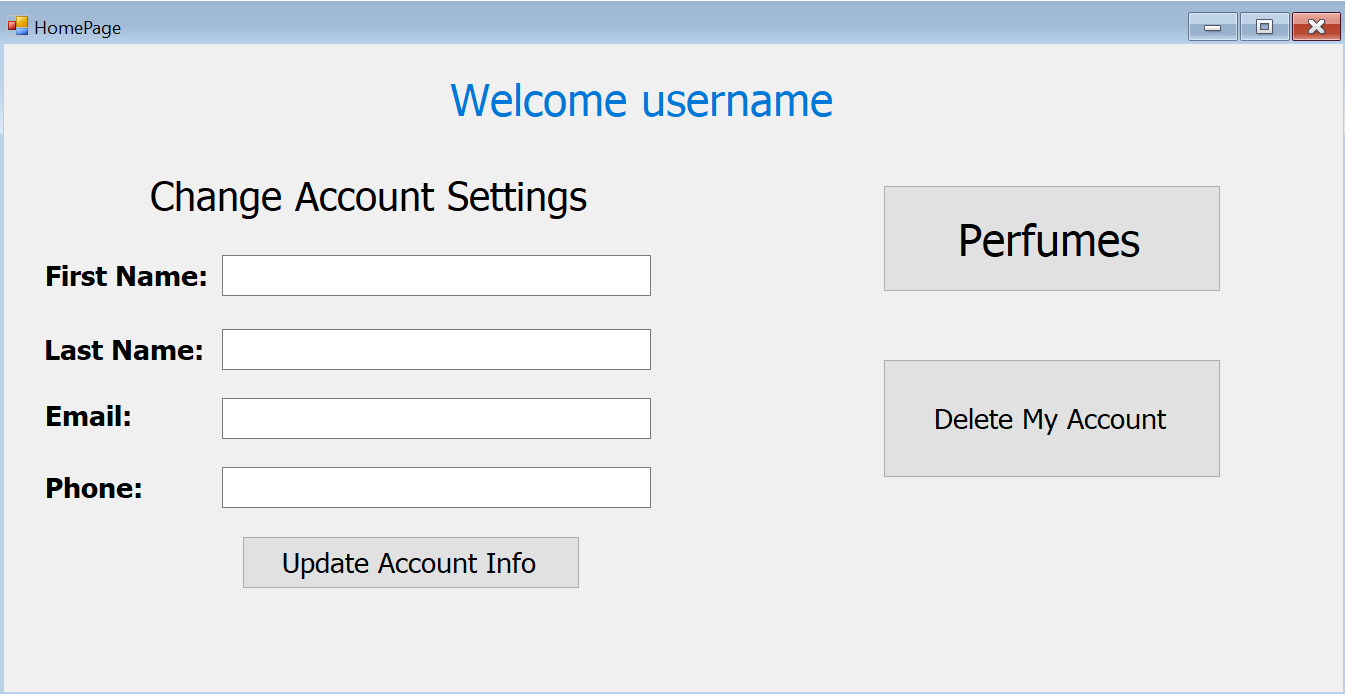 HomePage
Welcome username
Change Account Settings
First Name:
Last Name:
Email:
Phone:
Update Account Info
Perfumes
Delete My Account